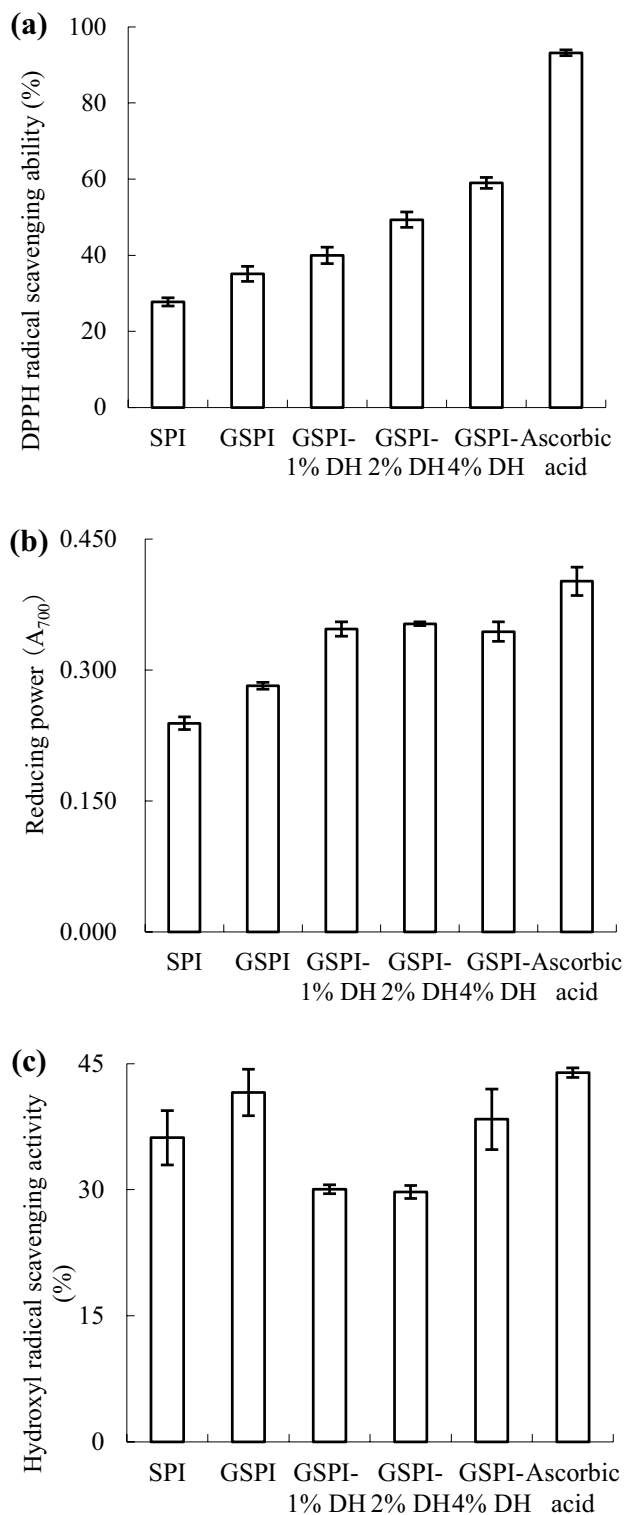 (a)
DPPH radical scavenging ability (%)
100
80
60
40
20
0
SPI GSPI GSPI- GSPI- GSPI-Ascorbic
1% DH 2% DH 4% DH acid
(b)
Reducing power (A700)
0.450
0.300
0.150
0.000
SPI GSPI GSPI- GSPI- GSPI-Ascorbic
1% DH 2% DH 4% DH acid
(c)
Hydroxyl radical scavenging activity
(%)
45
30
15
0
SPI GSPI GSPI- GSPI- GSPI-Ascorbic
1% DH 2% DH 4% DH acid